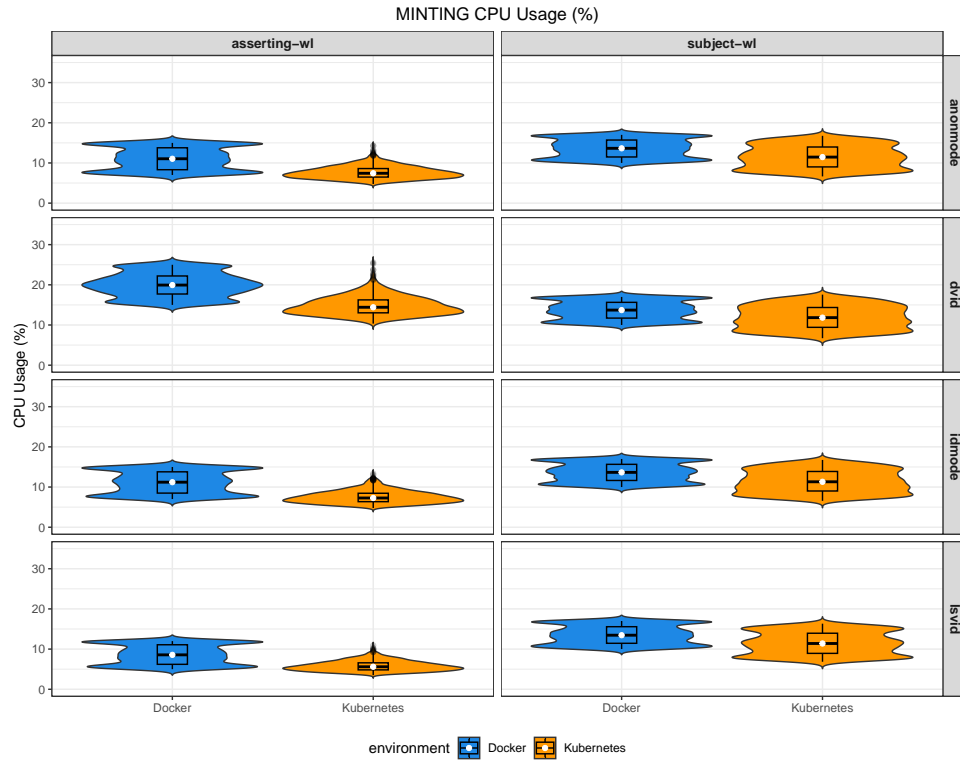 MINTING CPU Usage (%)
asserting−wl
subject−wl
CPU Usage (%)
30
20
10
0
anonmode
30
20
10
0
dvid
30
20
10
0
idmode
30
20
10
0
lsvid
Docker
Kubernetes
Docker
Kubernetes
environment
Docker
Kubernetes